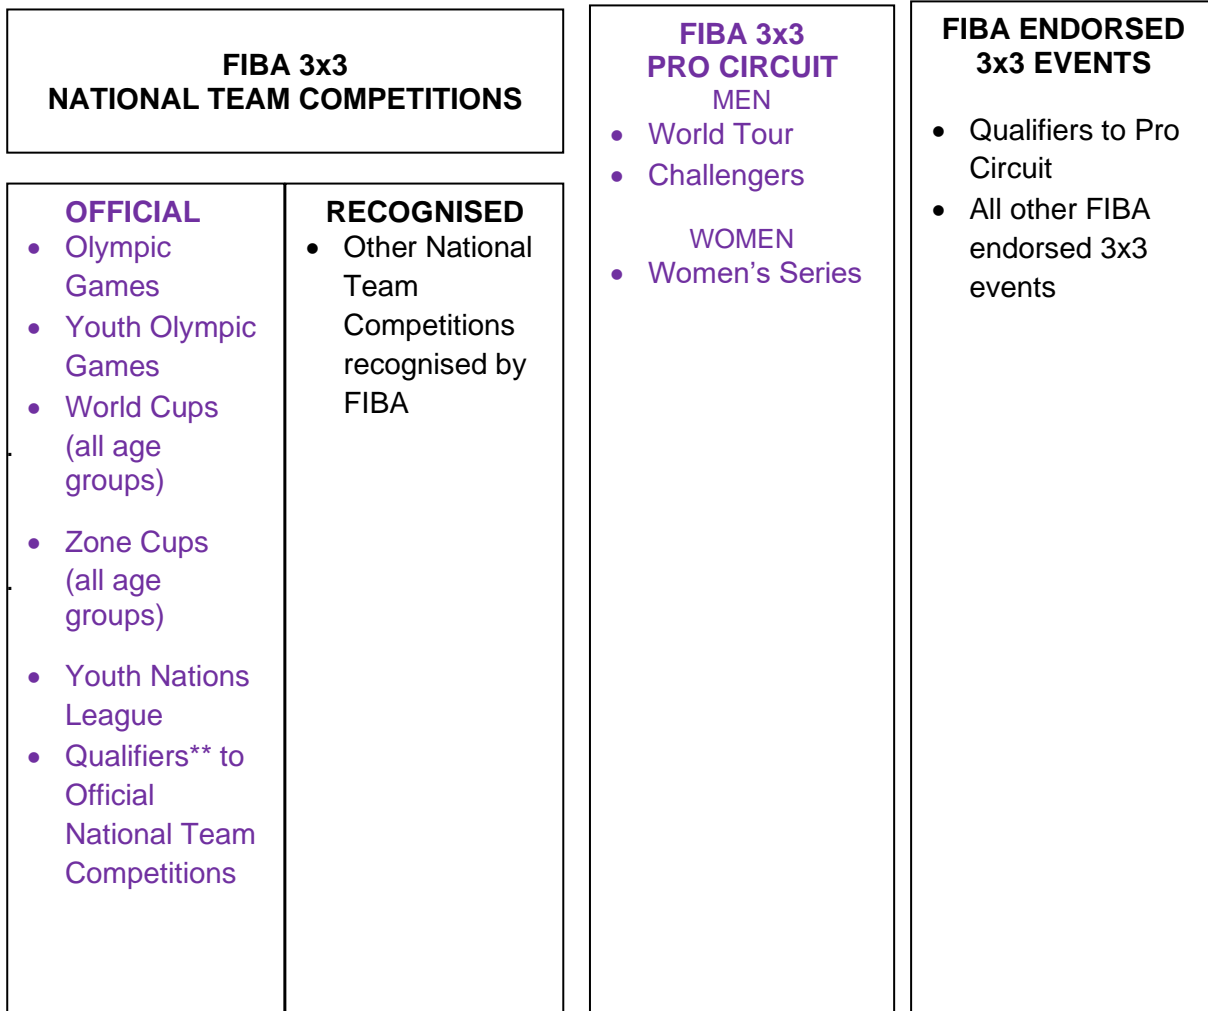 FIBA 3x3
NATIONAL TEAM COMPETITIONS
OFFICIAL
• Olympic
Games
• Youth Olympic
Games
• World Cups
(all age
groups)
• Zone Cups
(all age
groups)
• Youth Nations
League
• Qualifiers** to
Official
National Team
Competitions
RECOGNISED
• Other National
Team
Competitions
recognised by
FIBA
FIBA 3x3
PRO CIRCUIT
MEN
• World Tour
• Challengers
WOMEN
• Women’s Series
FIBA ENDORSED
3x3 EVENTS
• Qualifiers to Pro
Circuit
• All other FIBA
endorsed 3x3
events